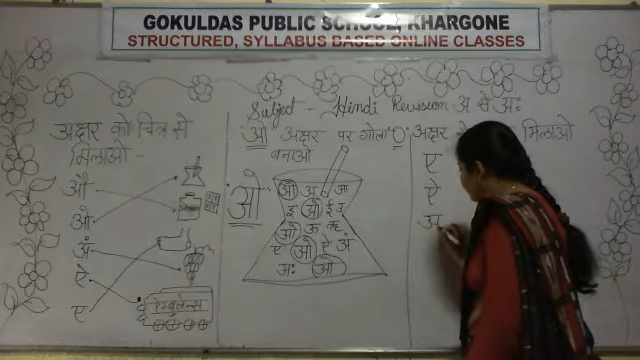 GOKULDAS PUBLIC SCHOOL, KHARGONE
STRUCTURED, SYLLABUS BASED ONLINE CLASSES
Subject - Hindi Revision अ से अः
अक्षर को चित्र से
मिलाओ -
औ
ओ
अं
ऐ
ए
ऐम्बुलेन्स
ओ अक्षर पर गोला O
बनाओ
ओ
ओ अ आ
इ ओ ई उ
ओ ऊ ऋ
ए ओ ऐ अं
अः ओ
अक्षर मिलाओ
ए
ऐ
अ